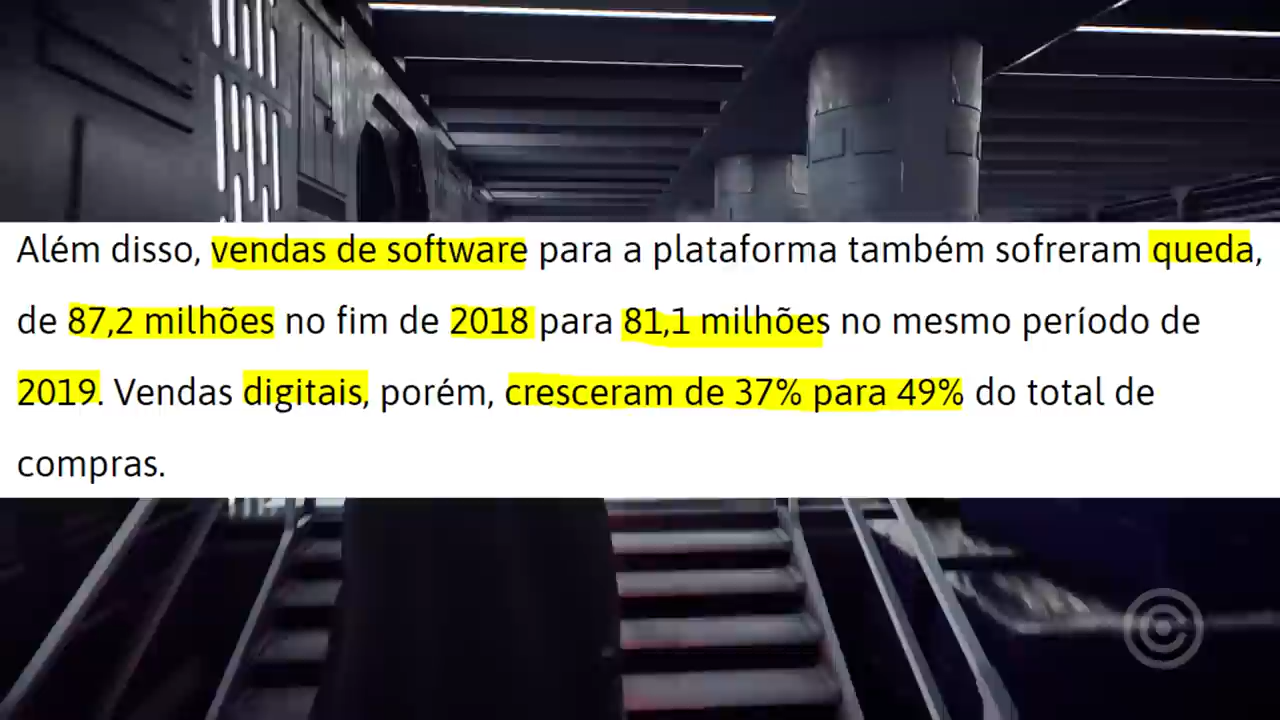 Além disso, vendas de software para a plataforma também sofreram queda,
de 87,2 milhões no fim de 2018 para 81,1 milhões no mesmo período de
2019. Vendas digitais, porém, cresceram de 37% para 49% do total de
compras.